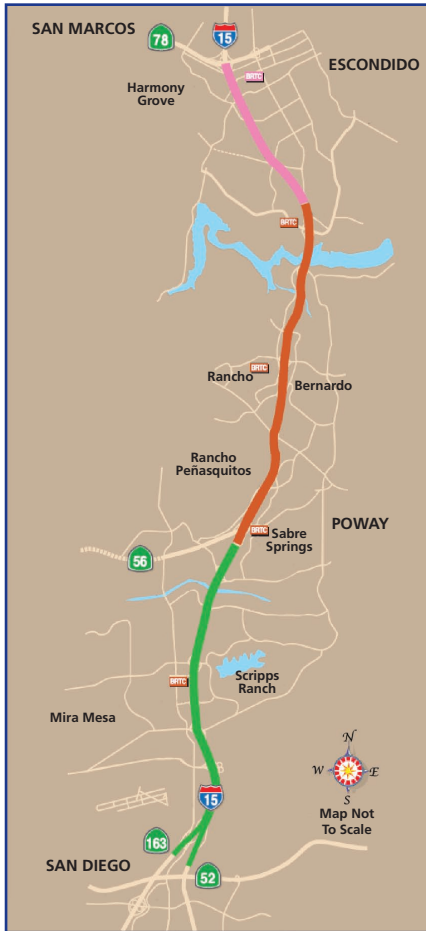 SAN MARCOS
78
15
ESCONDIDO
BRTC
Harmony
Grove
BRTC
Rancho
BRTC
Bernardo
Rancho
Peñasquitos
POWAY
BRTC
Sabre
Springs
56
BRTC
Scripps
Ranch
Mira Mesa
N
W
E
S
15
Map Not
To Scale
163
SAN DIEGO
52